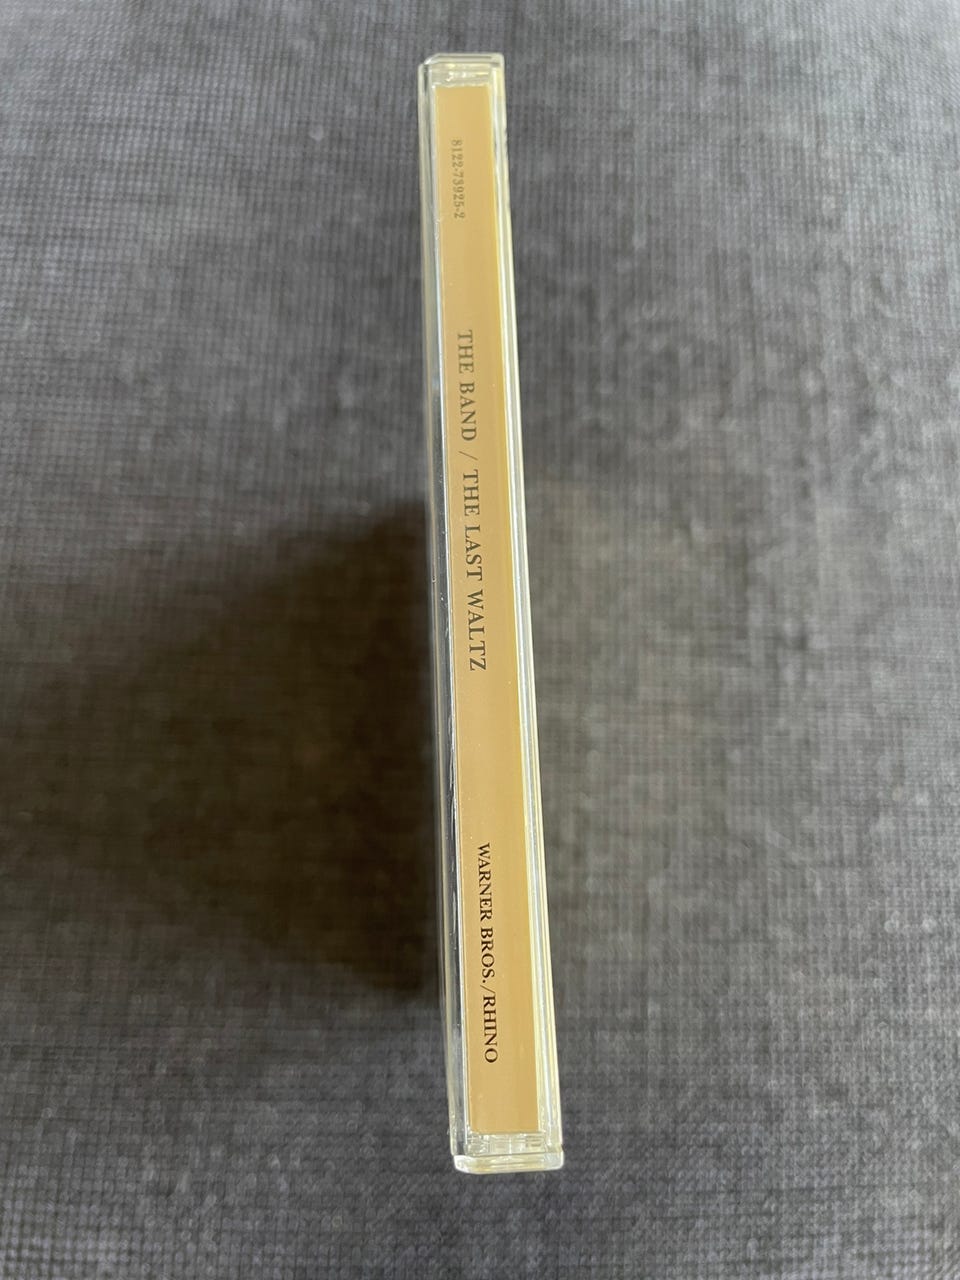 8122-73925-2
THE BAND / THE LAST WALTZ
WARNER BROS./RHINO